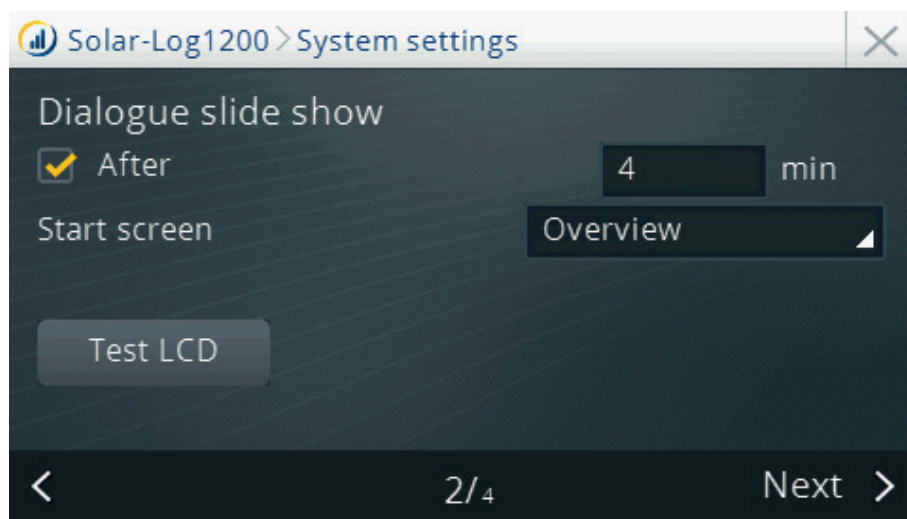 Solar-Log1200 > System settings
Dialogue slide show
After 4 min
Start screen Overview
Test LCD
< 2/4 Next >